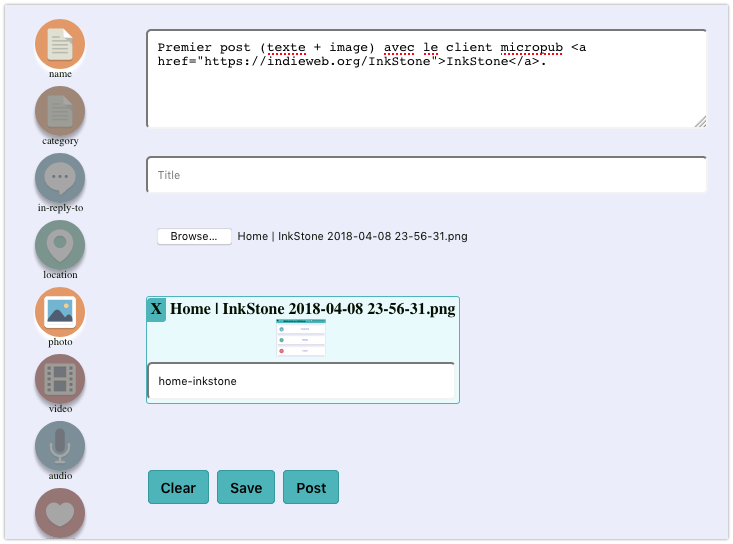 name
category
in-reply-to
location
photo
video
audio
Premier post (texte + image) avec le client micropub <a
href="https://indieweb.org/InkStone">InkStone</a>.
Title
Browse... Home | InkStone 2018-04-08 23-56-31.png
X Home | InkStone 2018-04-08 23-56-31.png
home-inkstone
Clear Save Post